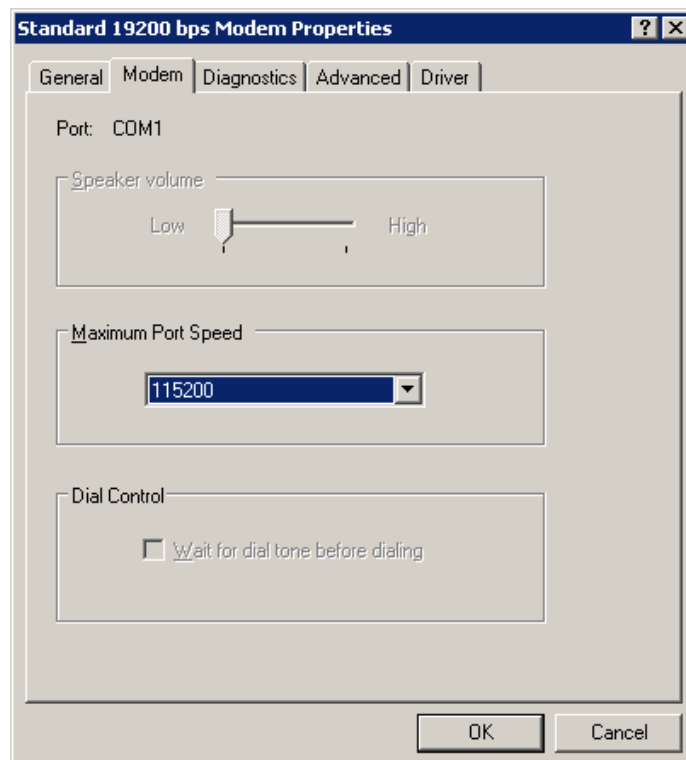 Standard 19200 bps Modem Properties
General Modem Diagnostics Advanced Driver
Port: COM1
Speaker volume
Low High
Maximum Port Speed
115200
Dial Control
Wait for dial tone before dialing
OK Cancel